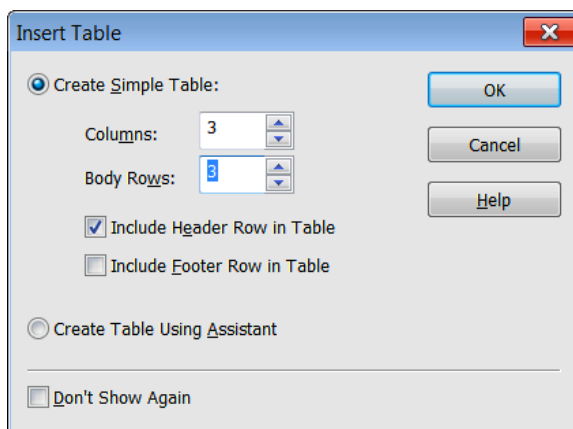 Insert Table
Create Simple Table:
OK
Columns: 3
Cancel
Body Rows: 3
Help
Include Header Row in Table
Include Footer Row in Table
Create Table Using Assistant
Don't Show Again